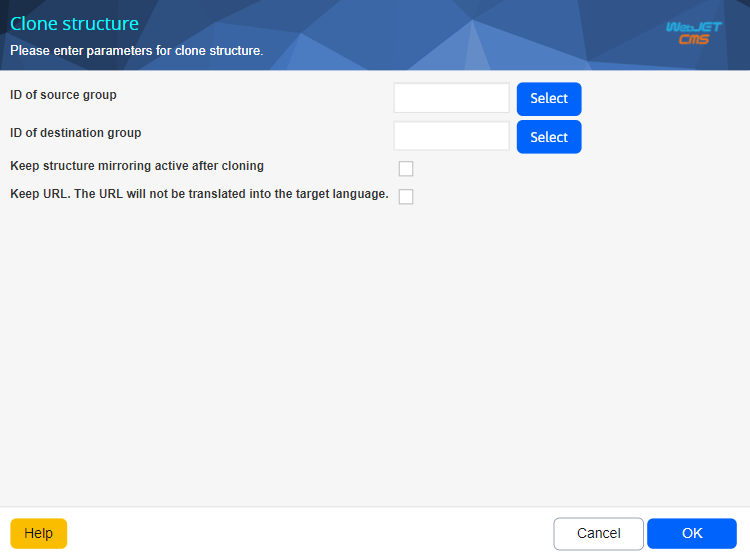 Clone structure
WebJET
CMS
Please enter parameters for clone structure.
ID of source group
Select
ID of destination group
Select
Keep structure mirroring active after cloning
Keep URL. The URL will not be translated into the target language.
Help
Cancel
OK